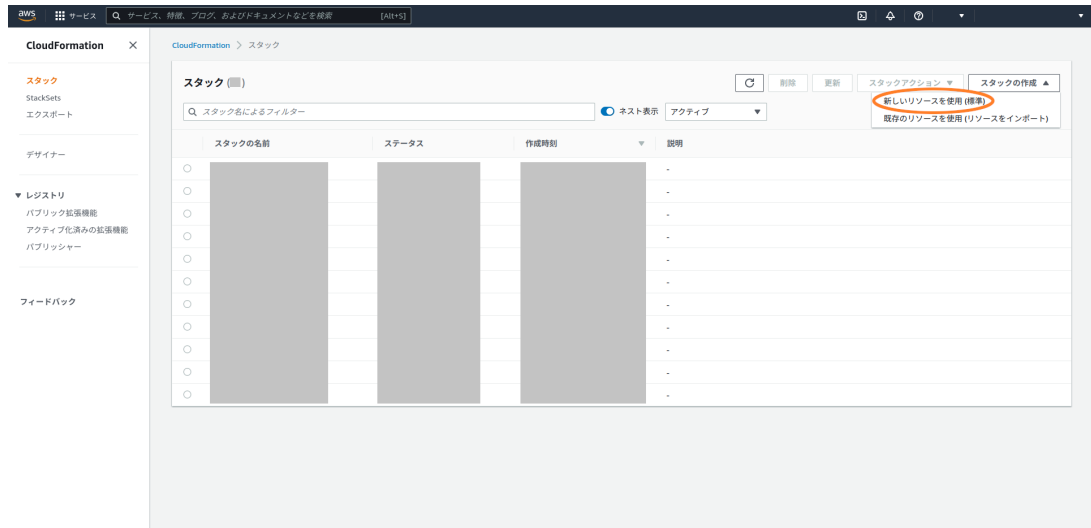 aws サービス サービス、特徴、ブログ、およびドキュメントなどを検索 [Alt+S]
CloudFormation ×
CloudFormation > スタック
スタック
StackSets
エクスポート
デザイナー
レジストリ
パブリック拡張機能
アクティブ化済みの拡張機能
パブリッシャー
フィードバック
スタック ( )
削除 更新 スタックアクション スタックの作成
新しいリソースを使用 (標準)
既存のリソースを使用 (リソースをインポート)
スタック名によるフィルター
ネスト表示 アクティブ
スタックの名前 ステータス 作成時刻 説明
-
-
-
-
-
-
-
-
-
-
-